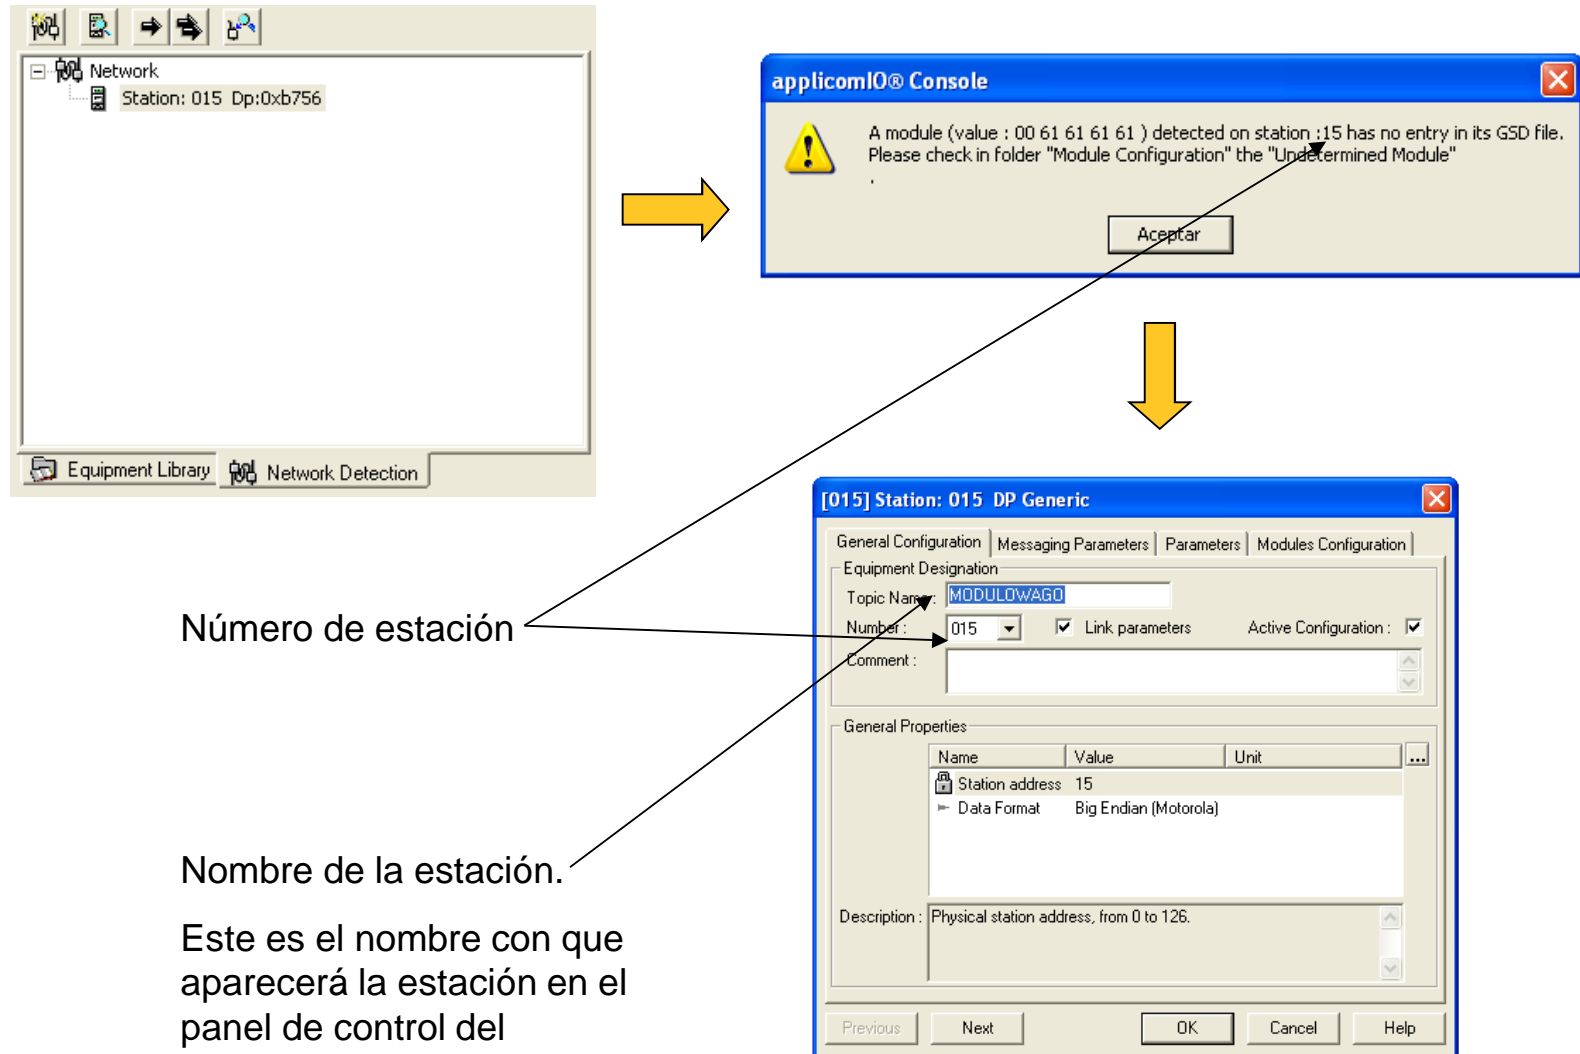 Network
Station: 015 Dp:0xb756
Equipment Library
Network Detection
applicomIO® Console
A module (value : 00 61 61 61 61 ) detected on station :15 has no entry in its GSD file.
Please check in folder "Module Configuration" the "Undetermined Module"
.
Aceptar
Número de estación
Nombre de la estación.
Este es el nombre con que
aparecerá la estación en el
panel de control del
[015] Station: 015 DP Generic
General Configuration
Messaging Parameters
Parameters
Modules Configuration
Equipment Designation
Topic Name :
MODULOWAGO
Number :
015
Link parameters
Active Configuration :
Comment :
General Properties
Name
Value
Unit
...
Station address
15
Data Format
Big Endian (Motorola)
Description :
Physical station address, from 0 to 126.
Previous
Next
OK
Cancel
Help